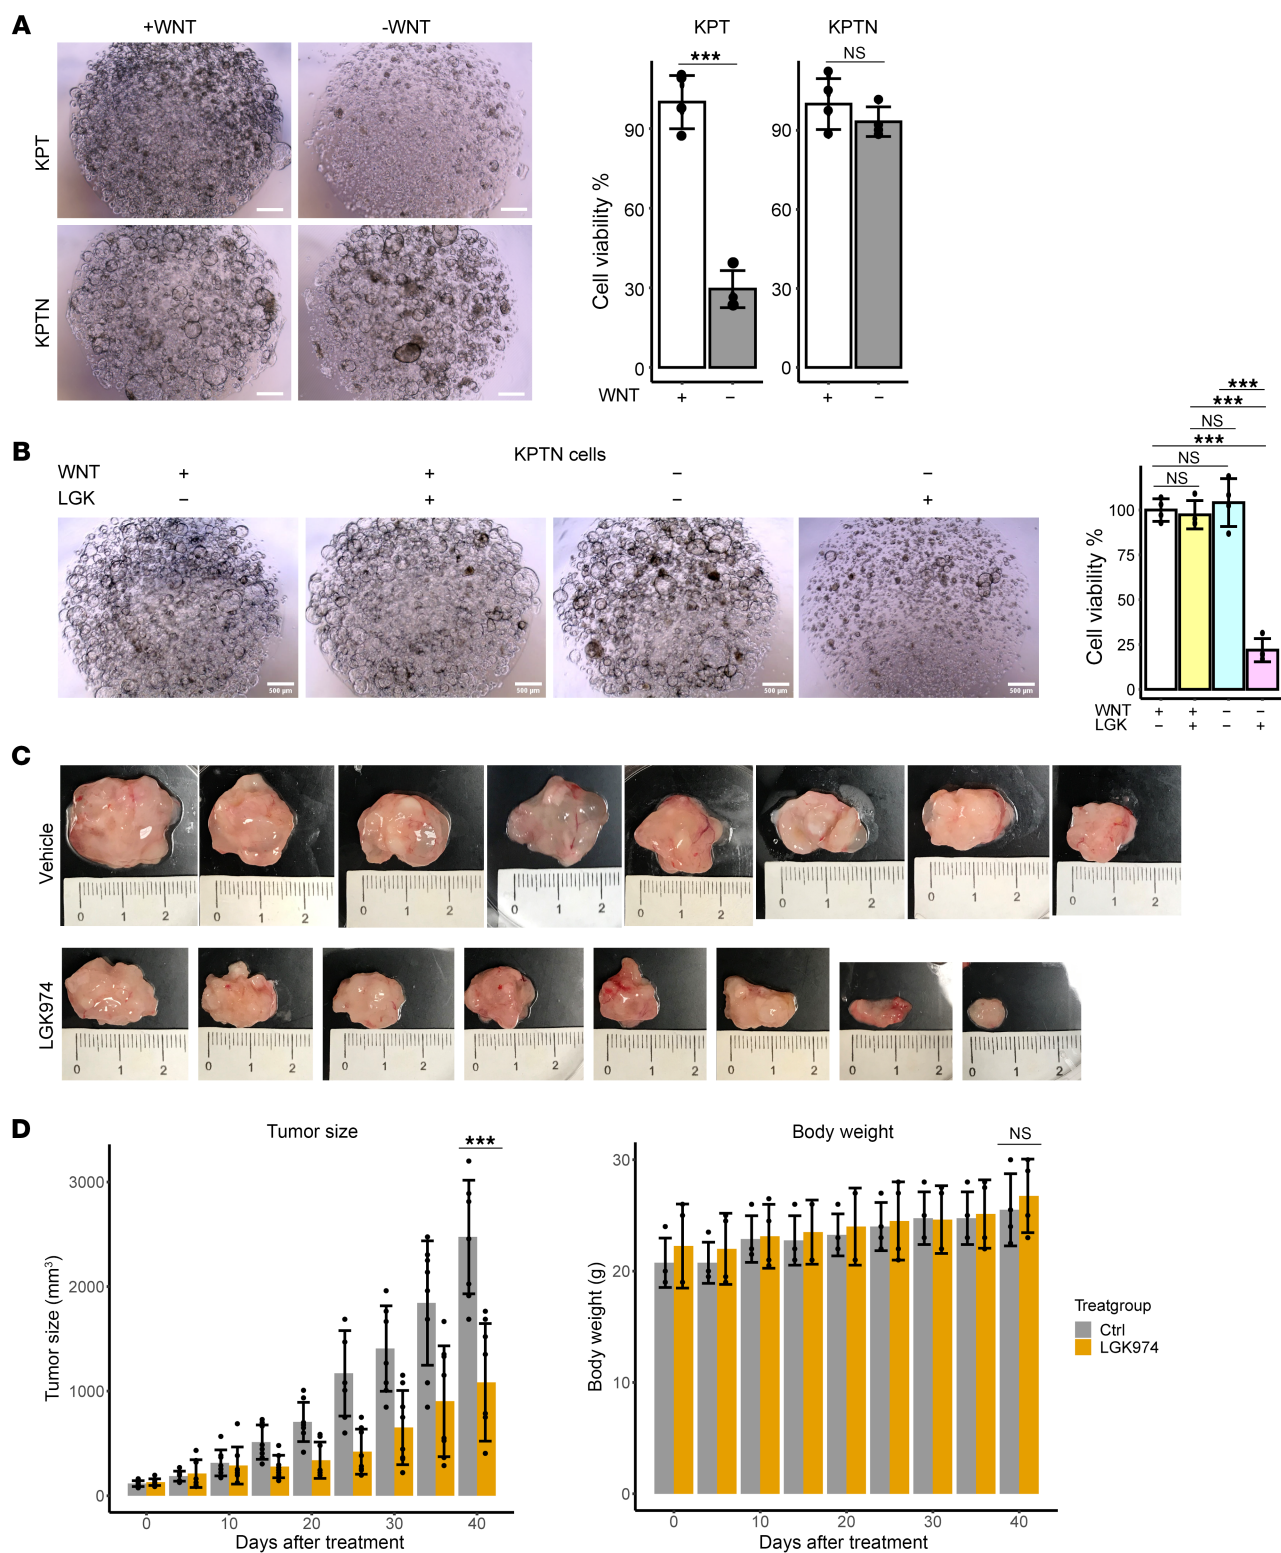 A
+WNT
-WNT
KPT
KPTN
KPT
***
Cell viability %
90
60
30
0
WNT
+
−
KPTN
NS
90
60
30
0
+
−
B
KPTN cells
WNT
+
+
−
−
LGK
−
+
−
+
500 µm
500 µm
500 µm
500 µm
***
***
NS
***
NS
NS
Cell viability %
100
75
50
25
0
WNT
+
+
−
−
LGK
−
+
−
+
C
Vehicle
0 1 2
0 1 2
0 1 2
0 1 2
0 1 2
0 1 2
0 1 2
0 1 2
LGK974
0 1 2
0 1 2
0 1 2
0 1 2
0 1 2
0 1 2
0 1 2
0 1 2
D
Tumor size
***
Tumor size (mm³)
3000
2000
1000
0
0 10 20 30 40
Days after treatment
Body weight
NS
Body weight (g)
30
20
10
0
0 10 20 30 40
Days after treatment
Treatgroup
Ctrl
LGK974